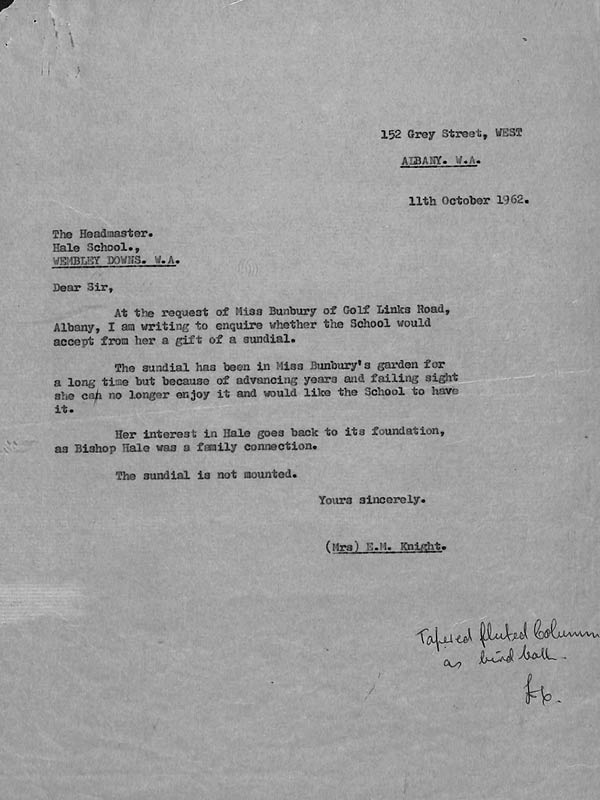 152 Grey Street, WEST
ALBANY. W.A.
11th October 1962.
The Headmaster.
Hale School.,
WEMBLEY DOWNS. W.A.
Dear Sir,
At the request of Miss Bunbury of Golf Links Road,
Albany, I am writing to enquire whether the School would
accept from her a gift of a sundial.
The sundial has been in Miss Bunbury's garden for
a long time but because of advancing years and failing sight
she can no longer enjoy it and would like the School to have
it.
Her interest in Hale goes back to its foundation,
as Bishop Hale was a family connection.
The sundial is not mounted.
Yours sincerely.
(Mrs) E.M. Knight.
Tapered fluted Column
as bird bath.